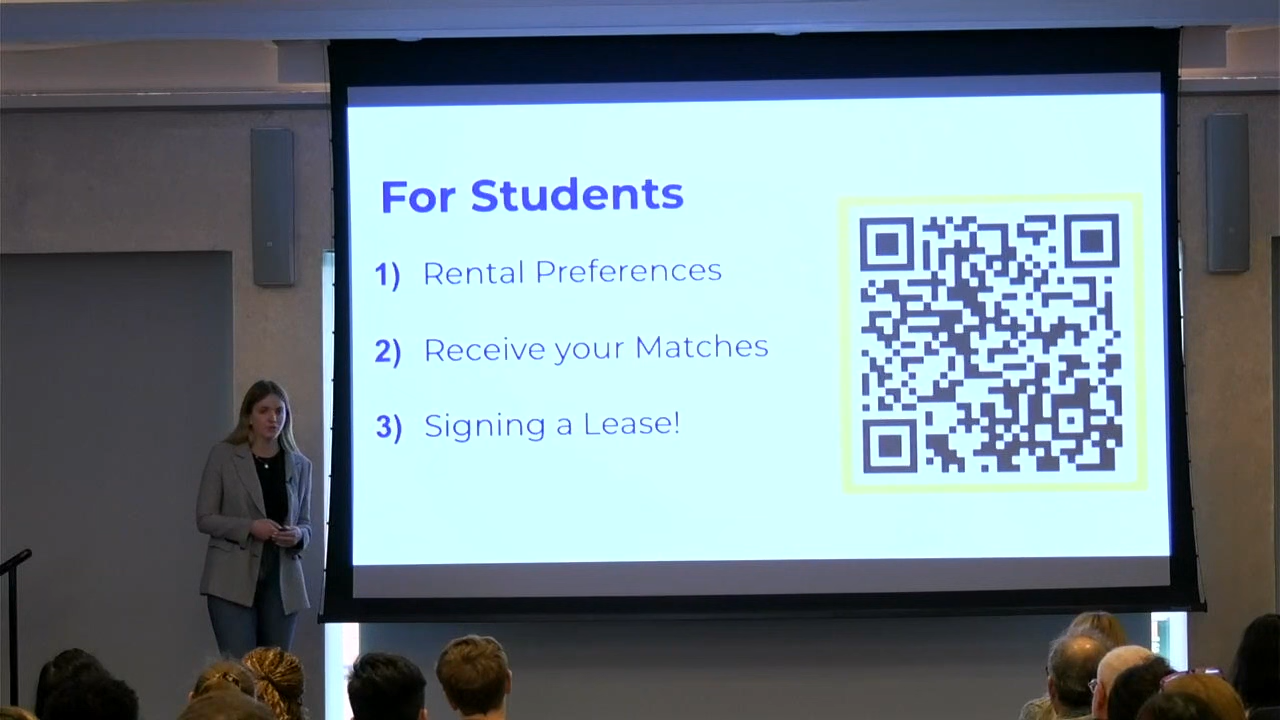 For Students
1) Rental Preferences
2) Receive your Matches
3) Signing a Lease!